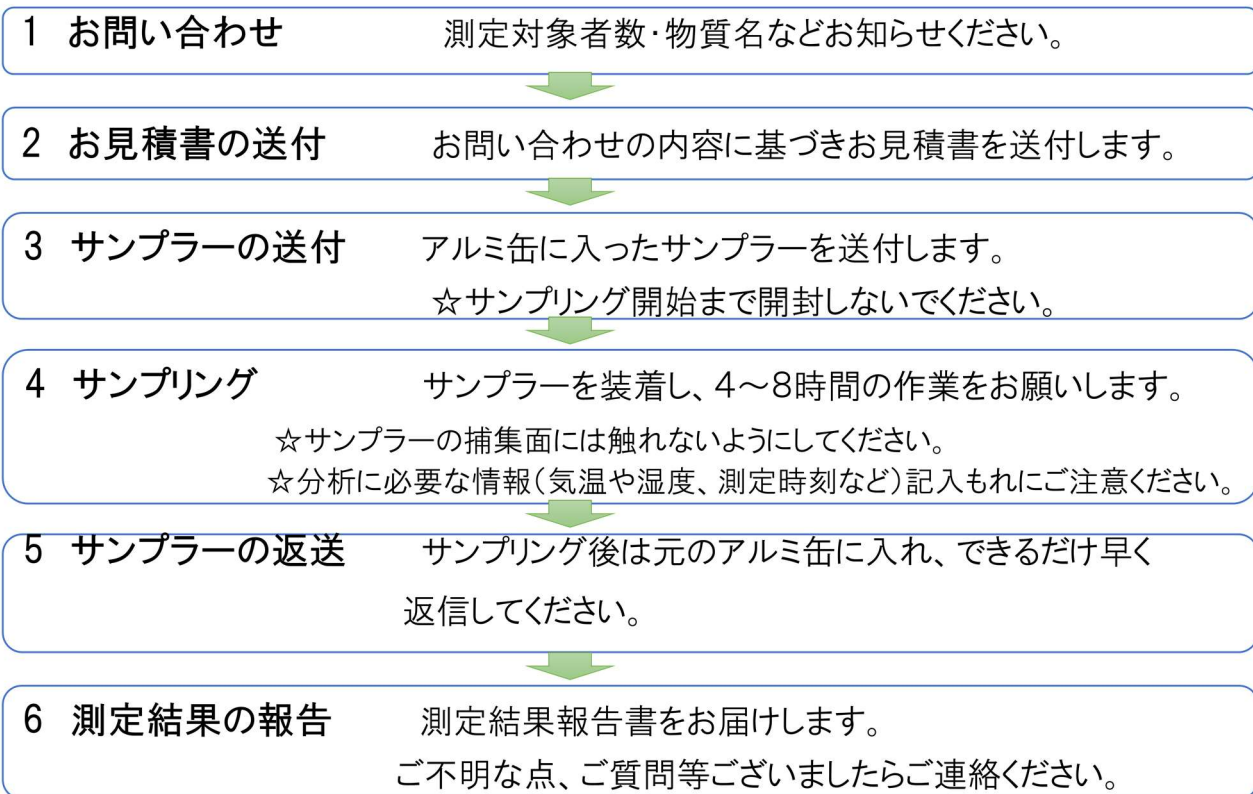 1 お問い合わせ 測定対象者数･物質名などお知らせください。
2 お見積書の送付 お問い合わせの内容に基づきお見積書を送付します。
3 サンプラーの送付 アルミ缶に入ったサンプラーを送付します。
☆サンプリング開始まで開封しないでください。
4 サンプリング サンプラーを装着し、4～8時間の作業をお願いします。
☆サンプラーの捕集面には触れないようにしてください。
☆分析に必要な情報(気温や湿度、測定時刻など)記入もれにご注意ください。
5 サンプラーの返送 サンプリング後は元のアルミ缶に入れ、できるだけ早く
返信してください。
6 測定結果の報告 測定結果報告書をお届けします。
ご不明な点、ご質問等ございましたらご連絡ください。